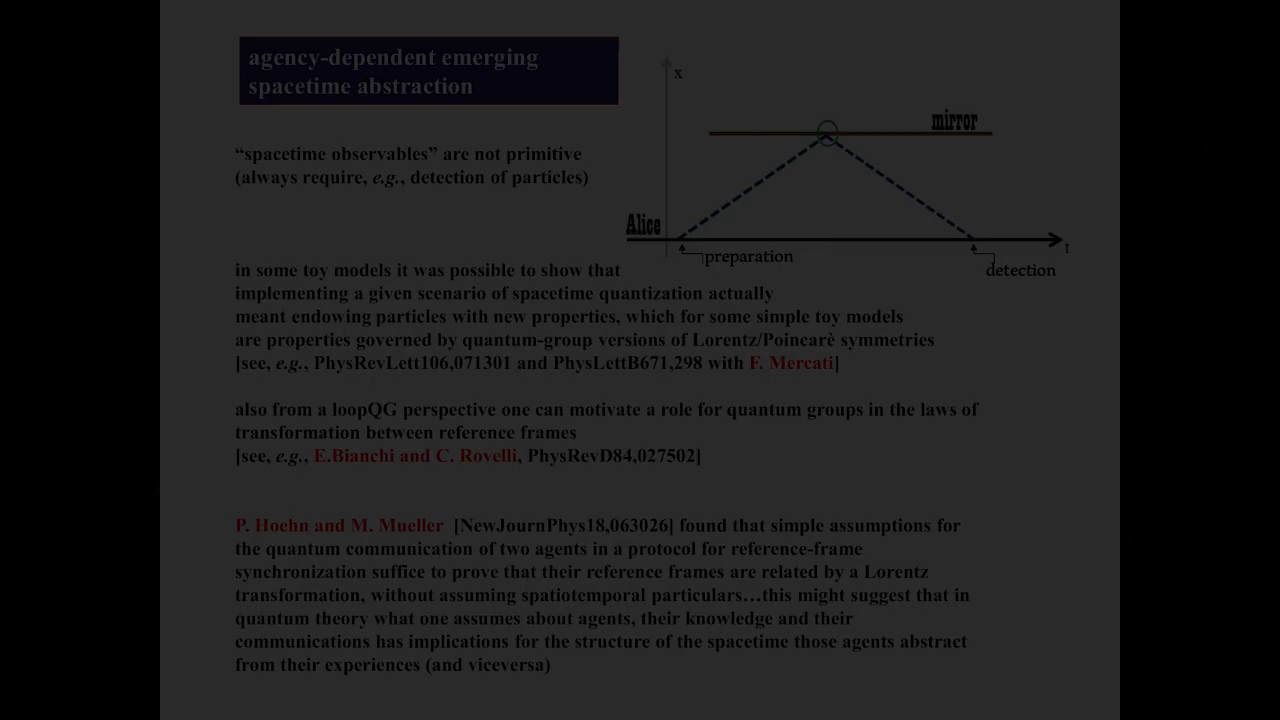 agency-dependent emerging
spacetime abstraction
x
mirror
“spacetime observables” are not primitive
(always require, e.g., detection of particles)
Alice
t
preparation
detection
in some toy models it was possible to show that
implementing a given scenario of spacetime quantization actually
meant endowing particles with new properties, which for some simple toy models
are properties governed by quantum-group versions of Lorentz/Poincarè symmetries
[see, e.g., PhysRevLett106,071301 and PhysLettB671,298 with F. Mercati]
also from a loopQG perspective one can motivate a role for quantum groups in the laws of
transformation between reference frames
[see, e.g., E.Bianchi and C. Rovelli, PhysRevD84,027502]
P. Hoehn and M. Mueller [NewJournPhys18,063026] found that simple assumptions for
the quantum communication of two agents in a protocol for reference-frame
synchronization suffice to prove that their reference frames are related by a Lorentz
transformation, without assuming spatiotemporal particulars…this might suggest that in
quantum theory what one assumes about agents, their knowledge and their
communications has implications for the structure of the spacetime those agents abstract
from their experiences (and viceversa)